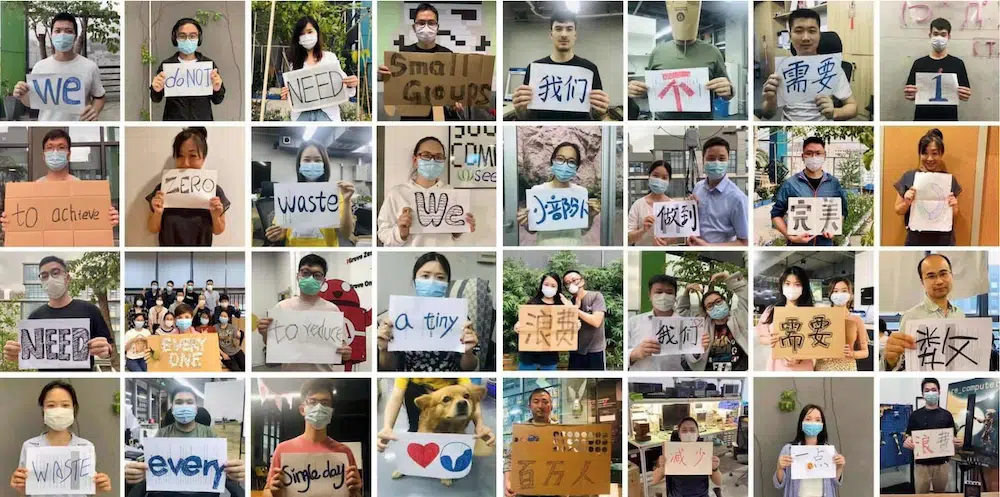 We
do NOT
NEED
Small
Groups
我们
不
需要
1
to achieve
ZERO
waste
We
小部队
做到
完美
NEED
EVERY
ONE
to reduce
a tiny
浪费
我们
需要
数
WASTE
every
Single day
百万人
减少
一点
浪费